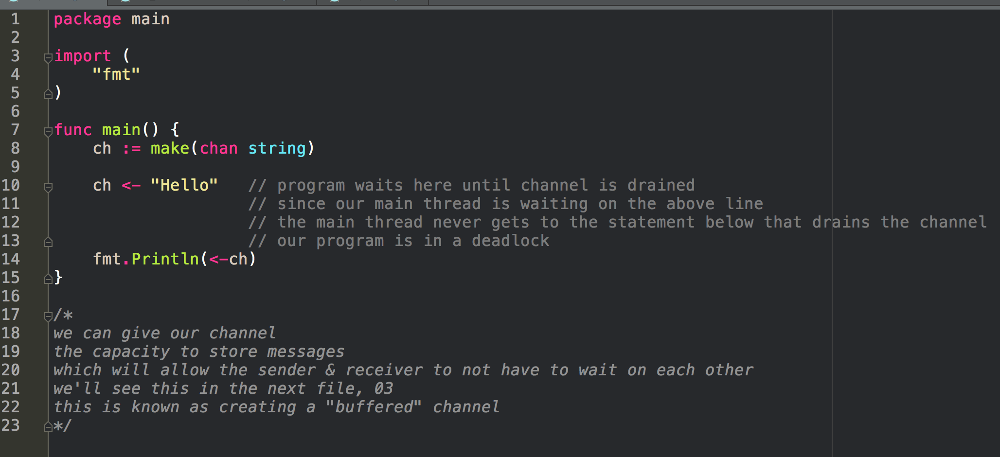 1 package main
2
3 import (
4     "fmt"
5 )
6
7 func main() {
8     ch := make(chan string)
9
10     ch <- "Hello"   // program waits here until channel is drained
11                     // since our main thread is waiting on the above line
12                     // the main thread never gets to the statement below that drains the channel
13                     // our program is in a deadlock
14     fmt.Println(<-ch)
15 }
16
17 /*
18 we can give our channel
19 the capacity to store messages
20 which will allow the sender & receiver to not have to wait on each other
21 we'll see this in the next file, 03
22 this is known as creating a "buffered" channel
23 */